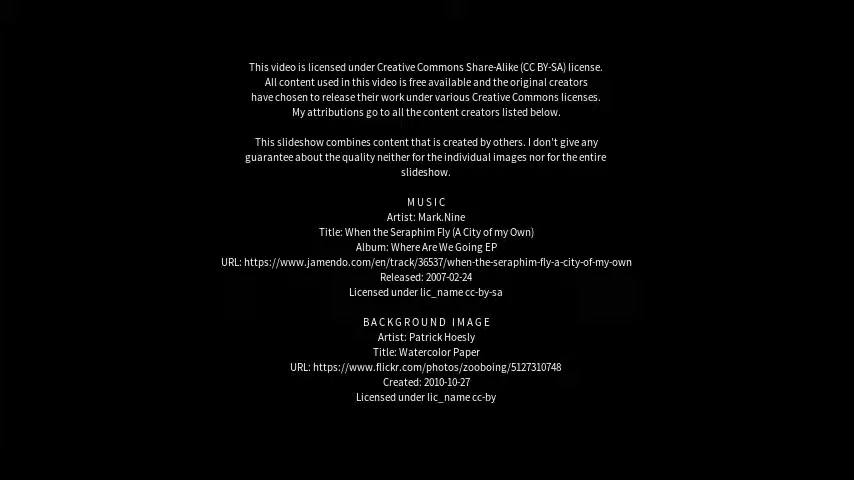 This video is licensed under Creative Commons Share-Alike (CC BY-SA) license.
All content used in this video is free available and the original creators
have chosen to release their work under various Creative Commons licenses.
My attributions go to all the content creators listed below.
This slideshow combines content that is created by others. I don't give any
guarantee about the quality neither for the individual images nor for the entire
slideshow.
MUSIC
Artist: Mark.Nine
Title: When the Seraphim Fly (A City of my Own)
Album: Where Are We Going EP
URL: https://www.jamendo.com/en/track/36537/when-the-seraphim-fly-a-city-of-my-own
Released: 2007-02-24
Licensed under lic_name cc-by-sa
BACKGROUND IMAGE
Artist: Patrick Hoesly
Title: Watercolor Paper
URL: https://www.flickr.com/photos/zooboing/5127310748
Created: 2010-10-27
Licensed under lic_name cc-by